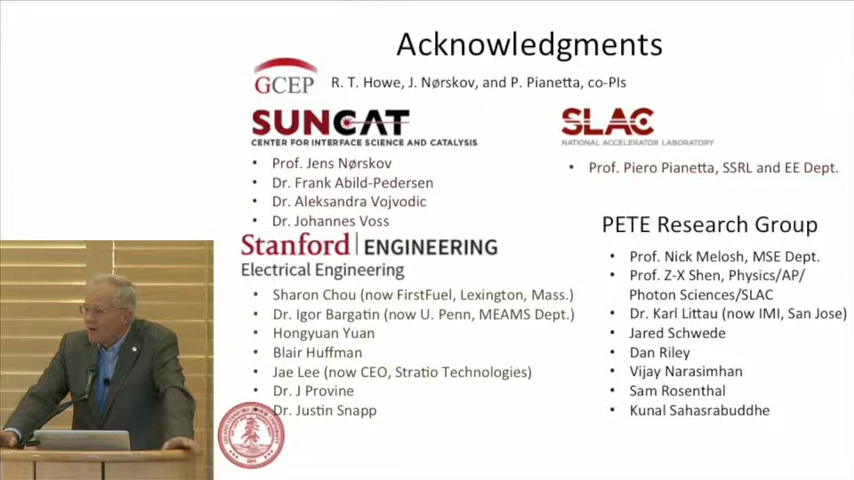 Acknowledgments
GCEP
R. T. Howe, J. Nørskov, and P. Pianetta, co-PIs
SUNCAT
CENTER FOR INTERFACE SCIENCE AND CATALYSIS
• Prof. Jens Nørskov
• Dr. Frank Abild-Pedersen
• Dr. Aleksandra Vojvodic
• Dr. Johannes Voss
SLAC
NATIONAL ACCELERATOR LABORATORY
• Prof. Piero Pianetta, SSRL and EE Dept.
Stanford | ENGINEERING
Electrical Engineering
• Sharon Chou (now FirstFuel, Lexington, Mass.)
• Dr. Igor Bargatin (now U. Penn, MEAMS Dept.)
• Hongyuan Yuan
• Blair Huffman
• Jae Lee (now CEO, Stratio Technologies)
• Dr. J Provine
• Dr. Justin Snapp
PETE Research Group
• Prof. Nick Melosh, MSE Dept.
• Prof. Z-X Shen, Physics/AP/
Photon Sciences/SLAC
• Dr. Karl Littau (now IMI, San Jose)
• Jared Schwede
• Dan Riley
• Vijay Narasimhan
• Sam Rosenthal
• Kunal Sahasrabuddhe